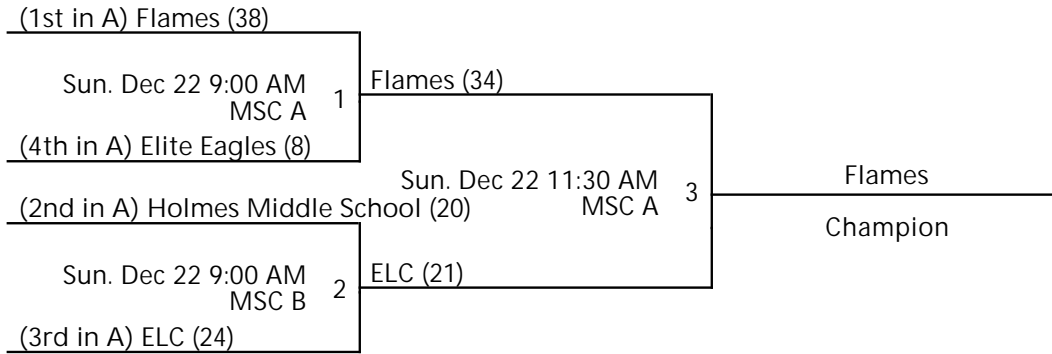 (1st in A) Flames (38)
Sun. Dec 22 9:00 AM
MSC A
1
Flames (34)
(4th in A) Elite Eagles (8)
Sun. Dec 22 11:30 AM
MSC A
3
Flames
Champion
(2nd in A) Holmes Middle School (20)
Sun. Dec 22 9:00 AM
MSC B
2
ELC (21)
(3rd in A) ELC (24)